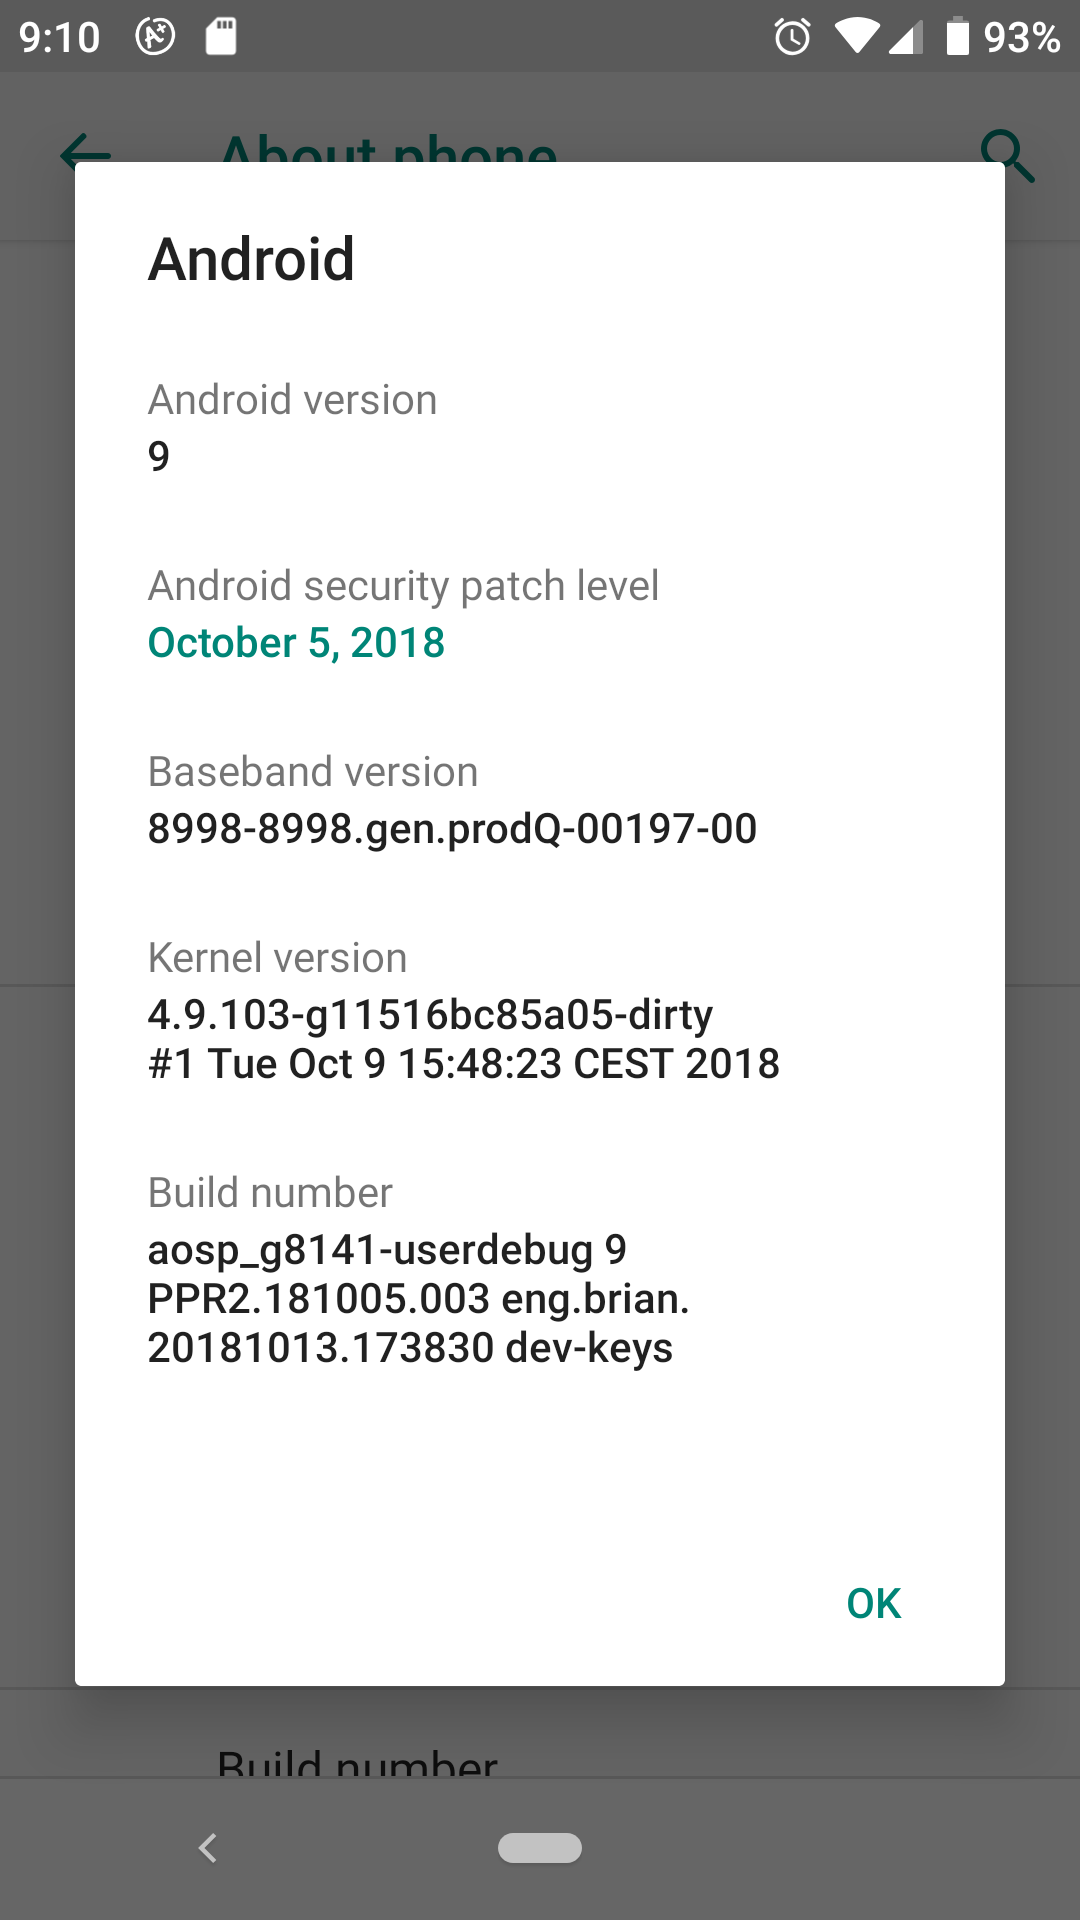 9:10
93%
About phone
Android
Android version
9
Android security patch level
October 5, 2018
Baseband version
8998-8998.gen.prodQ-00197-00
Kernel version
4.9.103-g11516bc85a05-dirty
#1 Tue Oct 9 15:48:23 CEST 2018
Build number
aosp_g8141-userdebug 9
PPR2.181005.003 eng.brian.
20181013.173830 dev-keys
OK
Build number